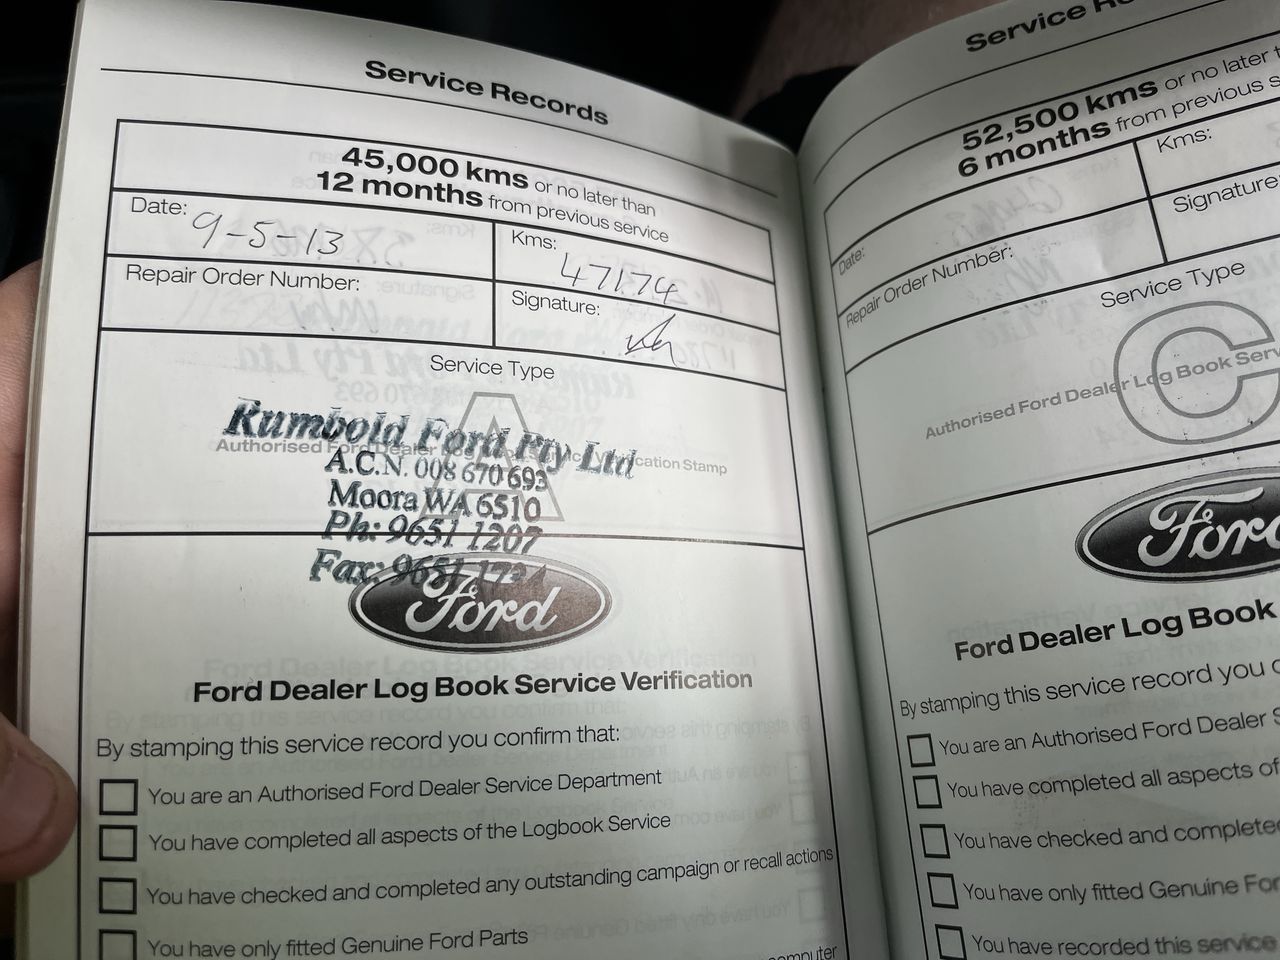 Service Records
45,000 kms or no later than
12 months from previous service
Date: 9-5-13
Kms: 47174
Repair Order Number:
Signature:
Service Type
A
Rumbold Ford Pty Ltd
Authorised Ford Dealer Log cation Stamp
A.C.N. 008 670 693
Moora WA 6510
Ph: 9651 1207
Fax: 9651
Ford
Ford Dealer Log Book Service Verification
By stamping this service record you confirm that:
You are an Authorised Ford Dealer Service Department
You have completed all aspects of the Logbook Service
You have checked and completed any outstanding campaign or recall actions
You have only fitted Genuine Ford Parts
omputer
Service
52,500 kms or no later
6 months from previous
Date:
Kms:
Repair Order Number:
Signature:
Service Type
C
Authorised Ford Dealer Log Book Serv
Ford
Ford Dealer Log Book
By stamping this service record you
You are an Authorised Ford Dealer S
You have completed all aspects of
You have checked and complete
You have only fitted Genuine For
You have recorded this service